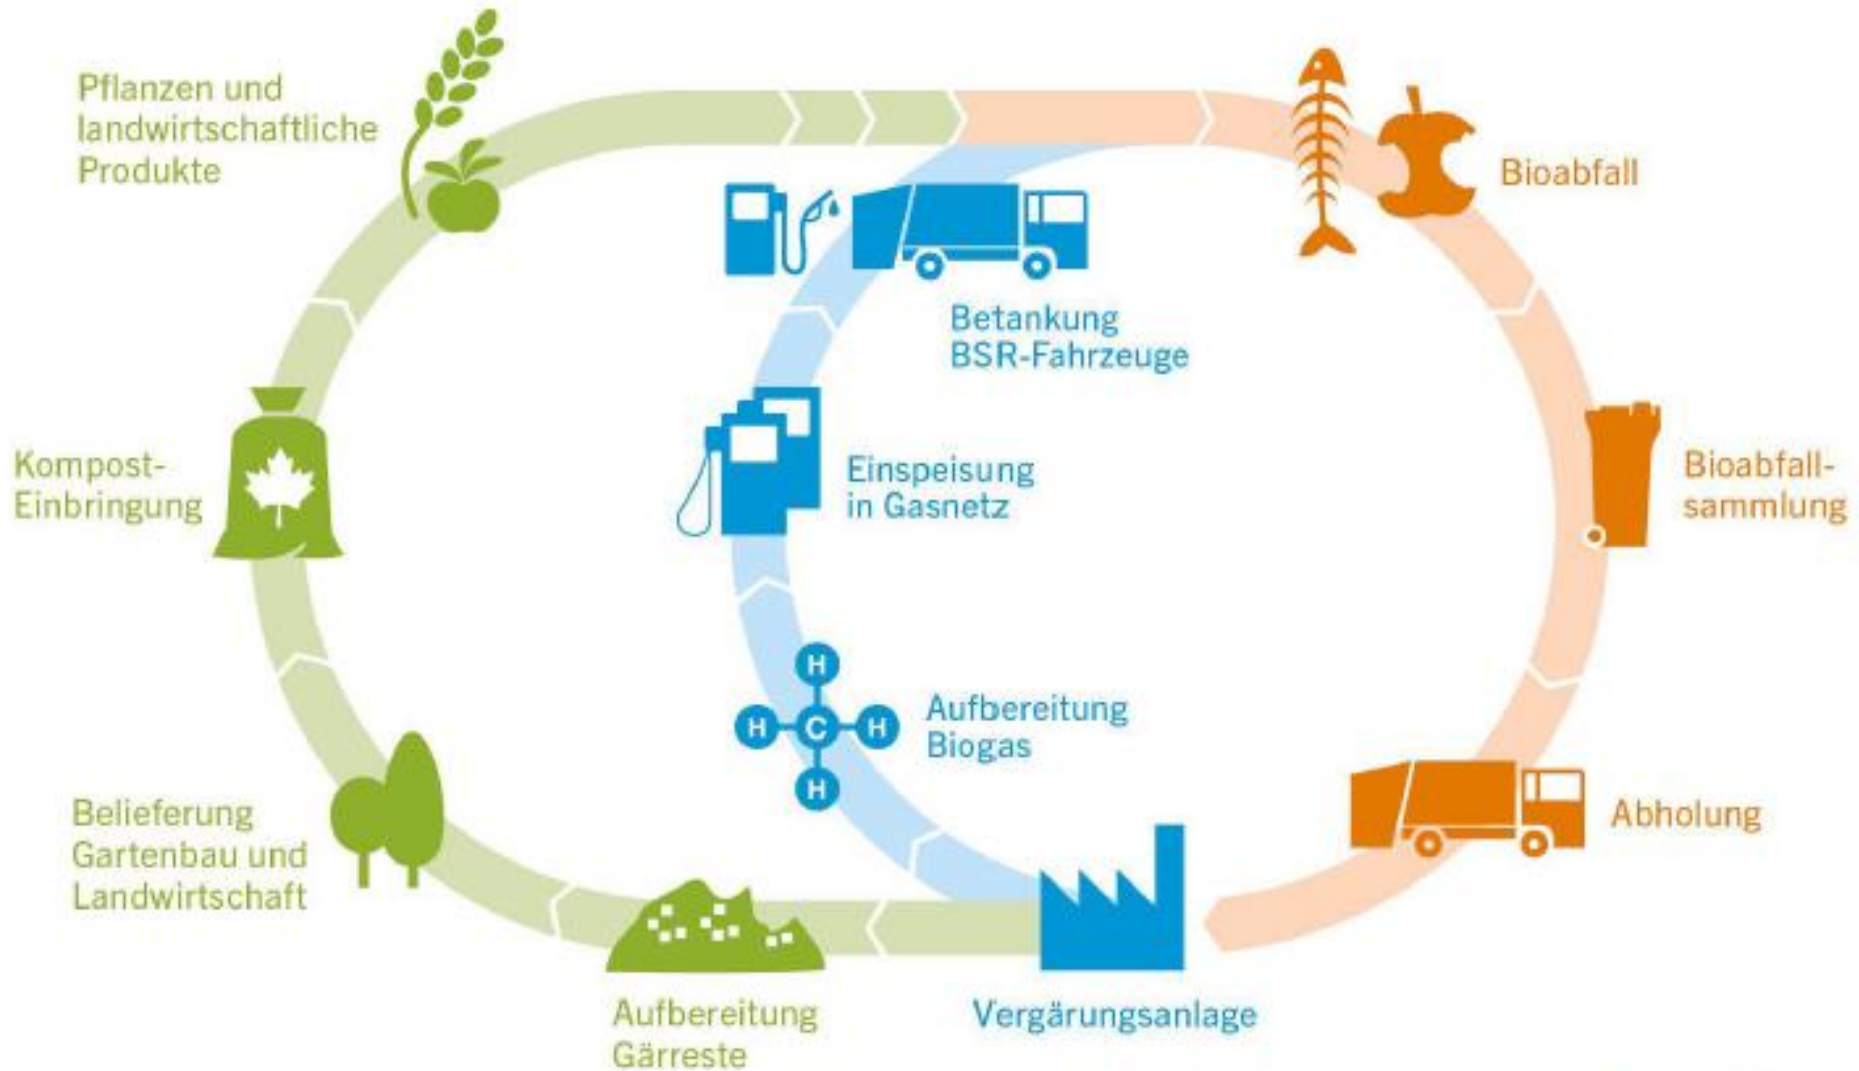 Pflanzen und
landwirtschaftliche
Produkte
Bioabfall
Betankung
BSR-Fahrzeuge
Kompost-
Einbringung
Einspeisung
in Gasnetz
Bioabfall-
sammlung
H
H C H
H
Aufbereitung
Biogas
Belieferung
Gartenbau und
Landwirtschaft
Abholung
Aufbereitung
Gärreste
Vergärungsanlage